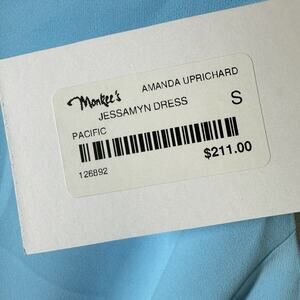 Monkee's
AMANDA UPRICHARD
JESSAMYN DRESS
S
PACIFIC
126892
$211.00